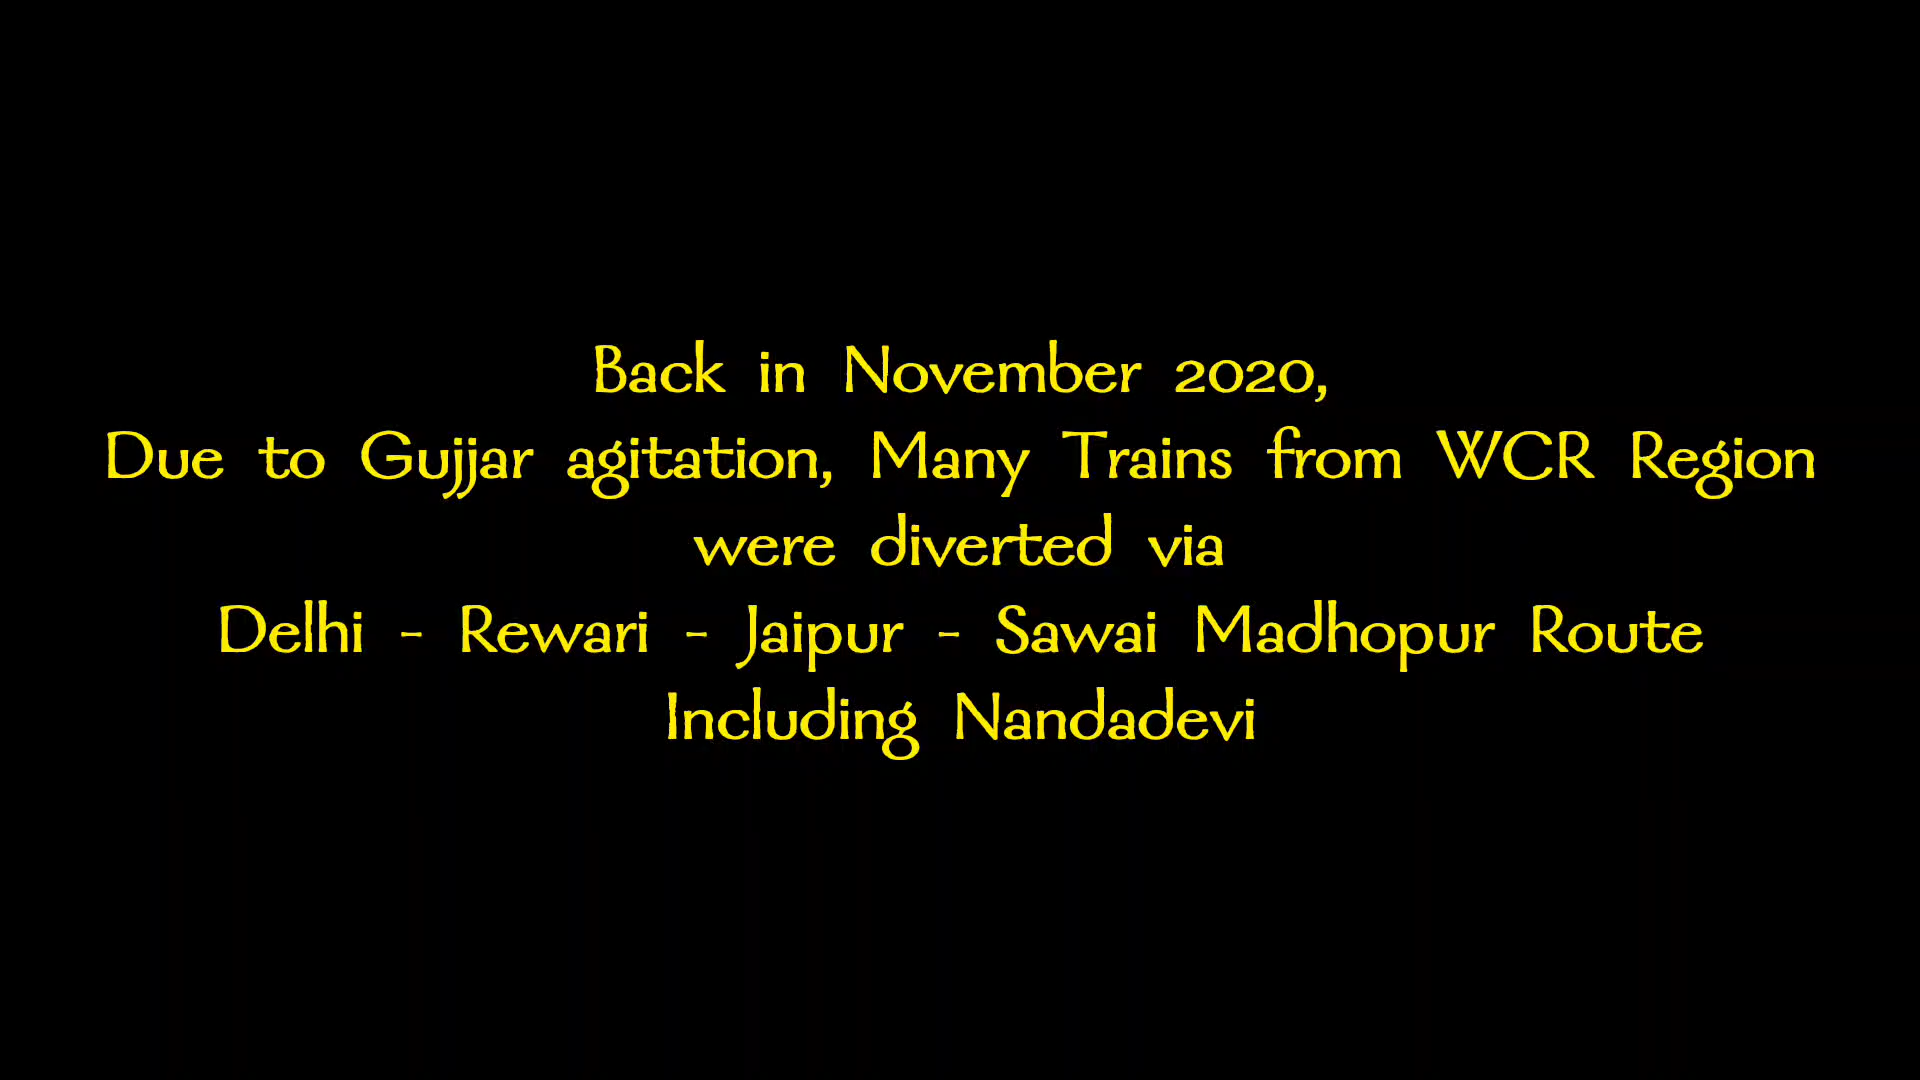 Back in November 2020,
Due to Gujjar agitation, Many Trains from WCR Region
were diverted via
Delhi - Rewari - Jaipur - Sawai Madhopur Route
Including Nandadevi